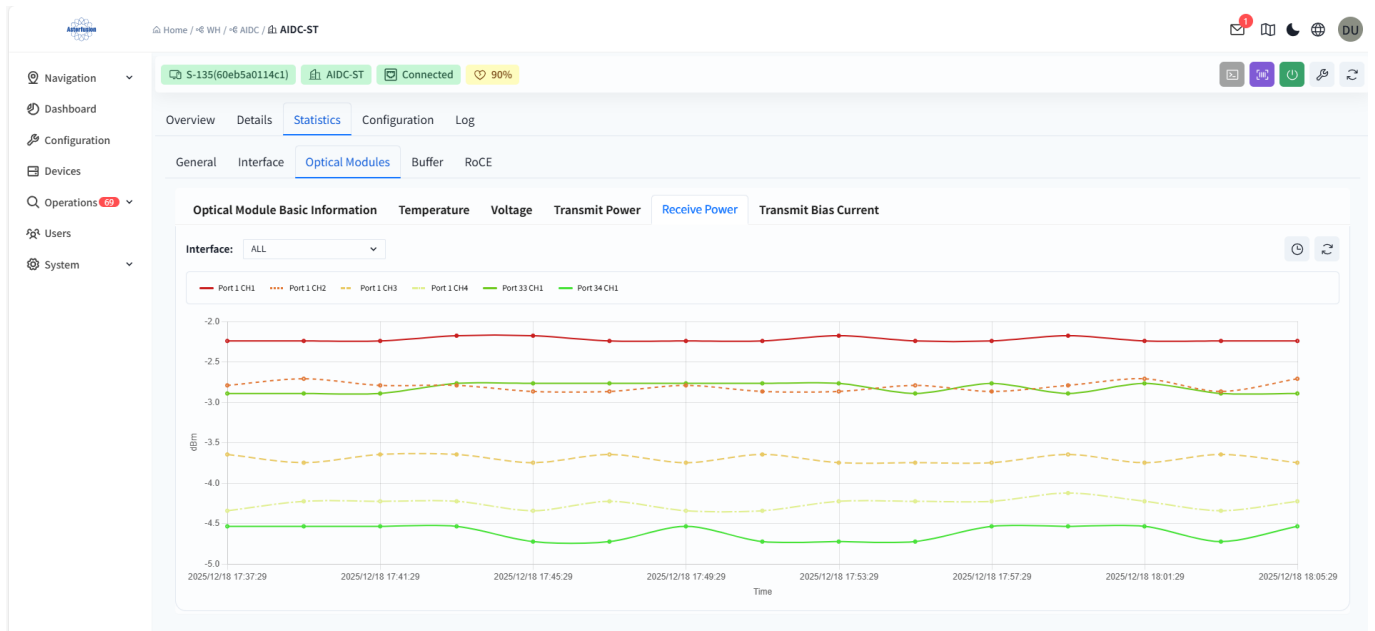 Asterfusion
Home / WH / AIDC / AIDC-ST
1
DU
Navigation
Dashboard
Configuration
Devices
Operations 69
Users
System
S-135(60eb5a0114c1) AIDC-ST Connected 90%
Overview Details Statistics Configuration Log
General Interface Optical Modules Buffer RoCE
Optical Module Basic Information Temperature Voltage Transmit Power Receive Power Transmit Bias Current
Interface: ALL
Port 1 CH1 Port 1 CH2 Port 1 CH3 Port 1 CH4 Port 33 CH1 Port 34 CH1
-2.0
-2.5
-3.0
-3.5
-4.0
-4.5
-5.0
dBm
2025/12/18 17:37:29 2025/12/18 17:41:29 2025/12/18 17:45:29 2025/12/18 17:49:29 2025/12/18 17:53:29 2025/12/18 17:57:29 2025/12/18 18:01:29 2025/12/18 18:05:29
Time